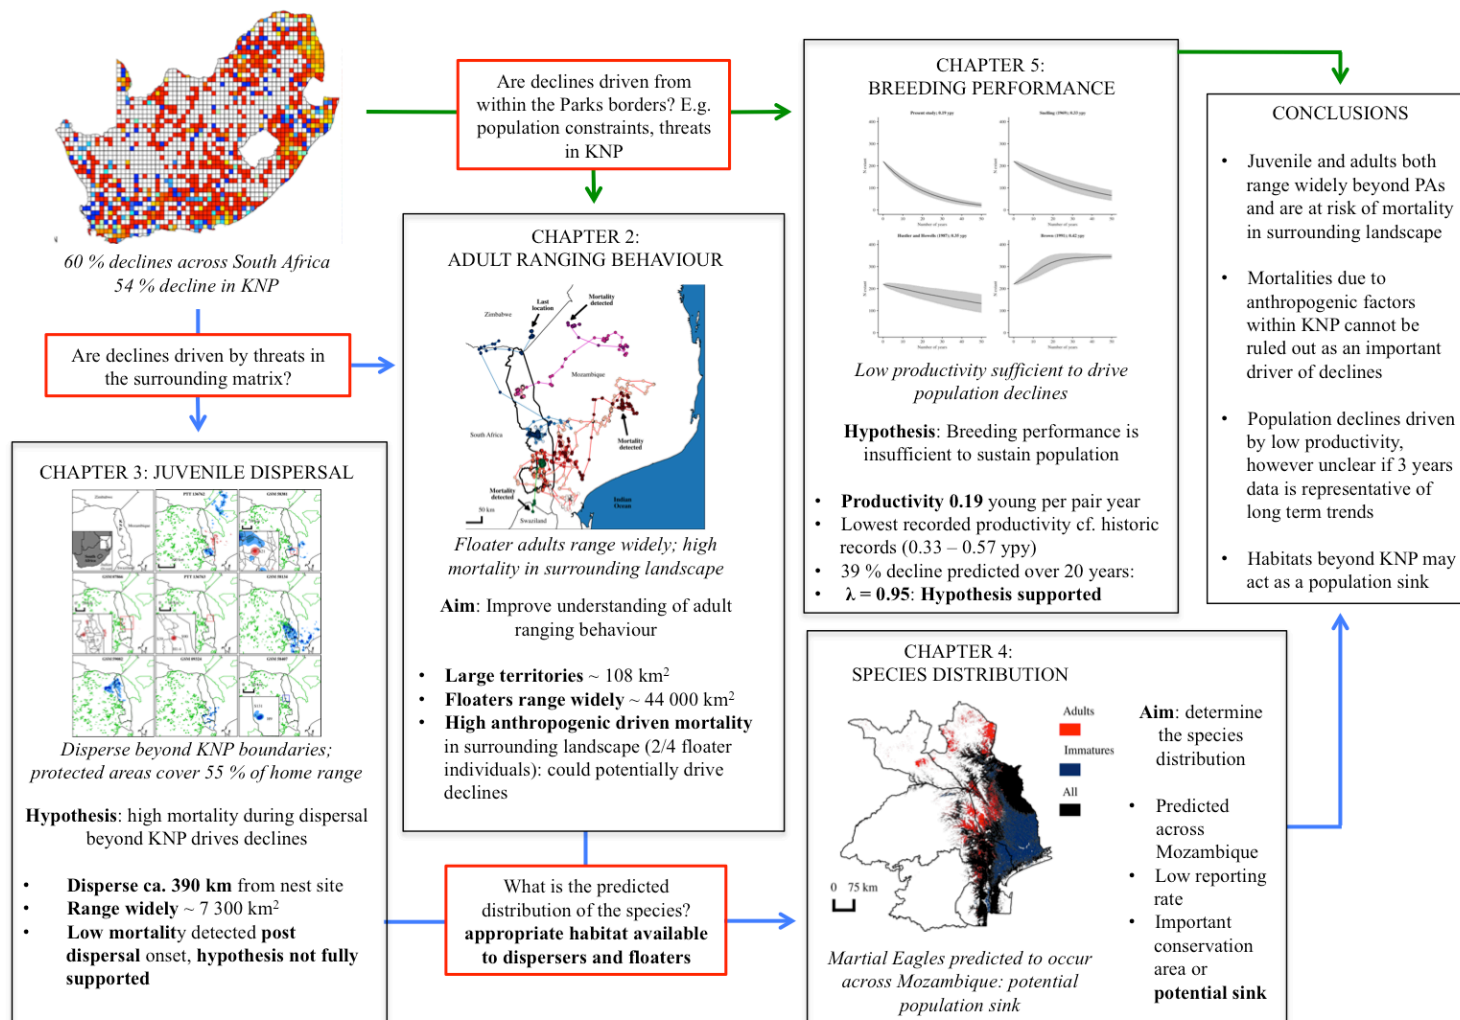 60 % declines across South Africa
54 % decline in KNP
Are declines driven from
within the Parks borders? E.g.
population constraints, threats
in KNP
Are declines driven by threats in
the surrounding matrix?
CHAPTER 3: JUVENILE DISPERSAL
Disperse beyond KNP boundaries;
protected areas cover 55 % of home range
Hypothesis: high mortality during dispersal
beyond KNP drives declines
• Disperse ca. 390 km from nest site
• Range widely ~ 7 300 km²
• Low mortality detected post
dispersal onset, hypothesis not fully
supported
CHAPTER 2:
ADULT RANGING BEHAVIOUR
Zimbabwe
Last
location
Mortality
detected
Mozambique
South Africa
Mortality
detected
Mortality
detected
Indian
Ocean
50 km
Swaziland
Floater adults range widely; high
mortality in surrounding landscape
Aim: Improve understanding of adult
ranging behaviour
• Large territories ~ 108 km²
• Floaters range widely ~ 44 000 km²
• High anthropogenic driven mortality
in surrounding landscape (2/4 floater
individuals): could potentially drive
declines
What is the predicted
distribution of the species?
appropriate habitat available
to dispersers and floaters
CHAPTER 5:
BREEDING PERFORMANCE
Low productivity sufficient to drive
population declines
Hypothesis: Breeding performance is
insufficient to sustain population
• Productivity 0.19 young per pair year
• Lowest recorded productivity cf. historic
records (0.33 – 0.57 ypy)
• 39 % decline predicted over 20 years:
• λ = 0.95: Hypothesis supported
CHAPTER 4:
SPECIES DISTRIBUTION
Adults
Immatures
All
0 75 km
Martial Eagles predicted to occur
across Mozambique: potential
population sink
Aim: determine
the species
distribution
• Predicted
across
Mozambique
• Low reporting
rate
• Important
conservation
area or
potential sink
CONCLUSIONS
• Juvenile and adults both
range widely beyond PAs
and are at risk of mortality
in surrounding landscape
• Mortalities due to
anthropogenic factors
within KNP cannot be
ruled out as an important
driver of declines
• Population declines driven
by low productivity,
however unclear if 3 years
data is representative of
long term trends
• Habitats beyond KNP may
act as a population sink